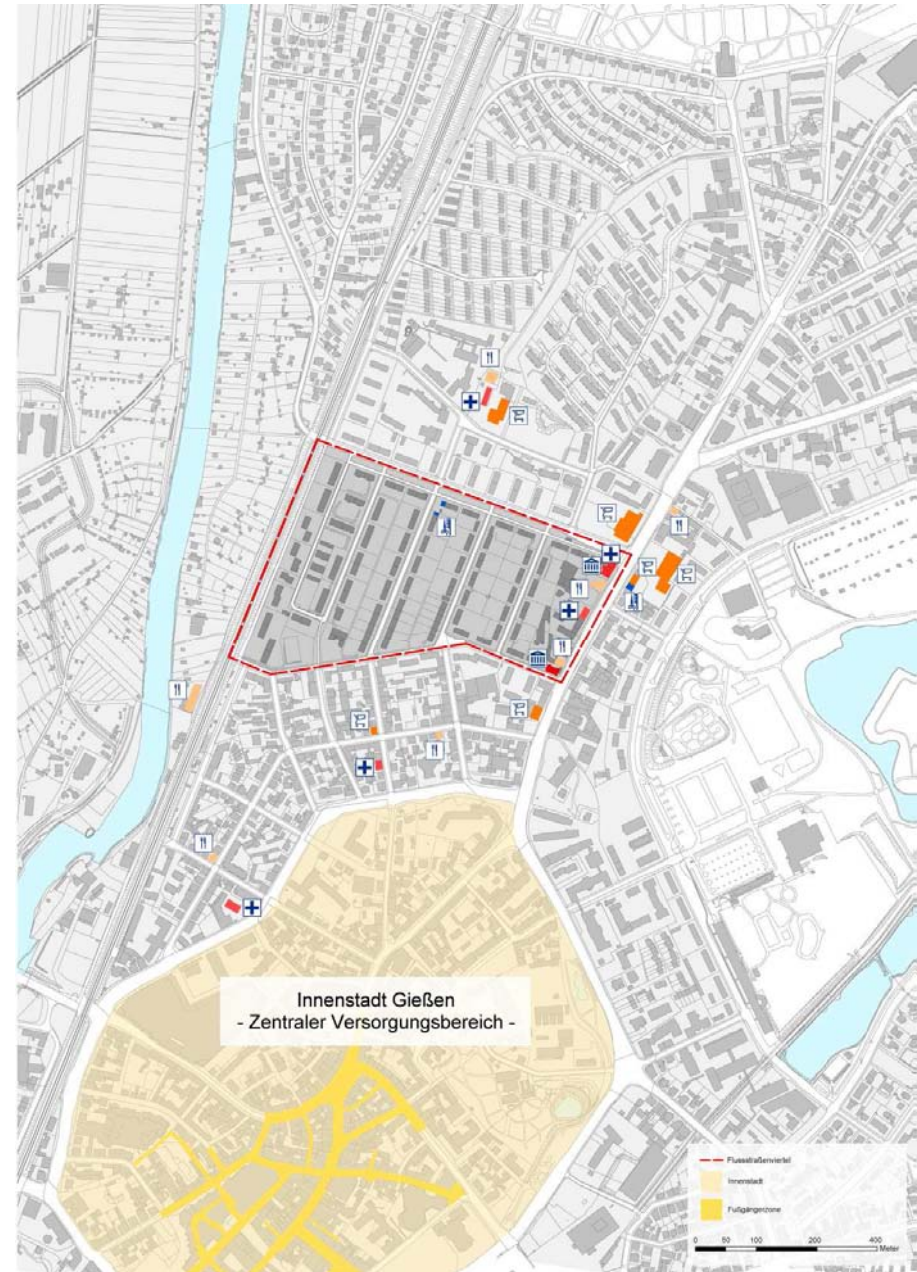 Innenstadt Gießen
- Zentraler Versorgungsbereich -
Flussstraßenviertel
Innenstadt
Fußgängerzone
0 50 100 200 400
Meter